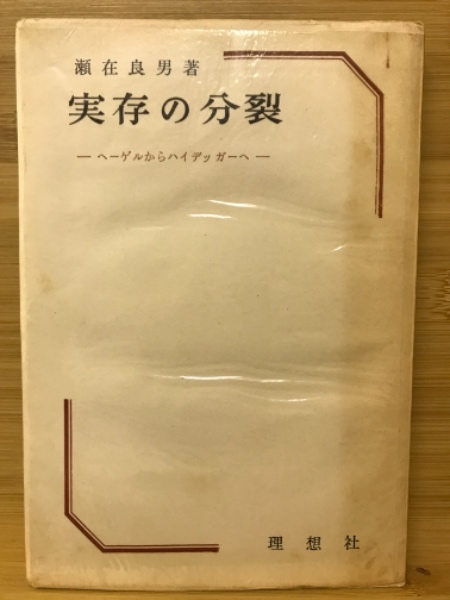 瀬在良男著
実存の分裂
― ヘーゲルからハイデッガーへ ―
理想社